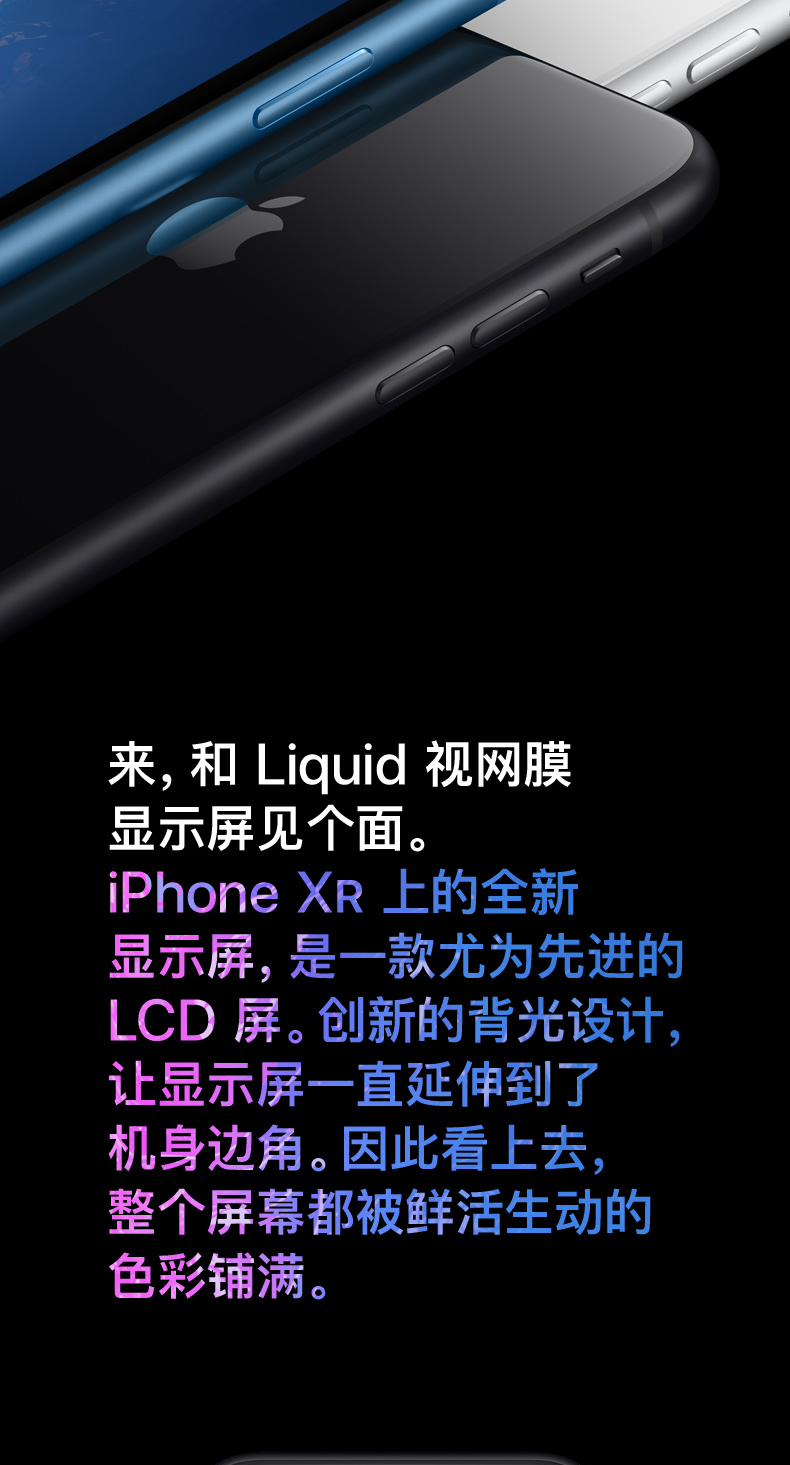 来，和 Liquid 视网膜
显示屏见个面。
iPhone XR 上的全新
显示屏，是一款尤为先进的
LCD 屏。创新的背光设计，
让显示屏一直延伸到了
机身边角。因此看上去，
整个屏幕都被鲜活生动的
色彩铺满。